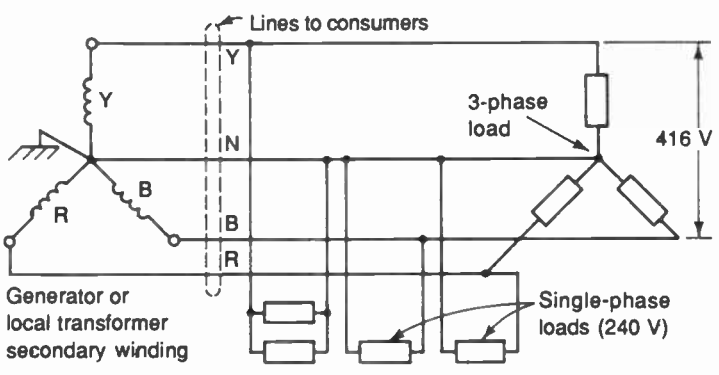 Lines to consumers
Y
Y
3-phase
load
416 V
N
B
R
B
R
Generator or
local transformer
secondary winding
Single-phase
loads (240 V)